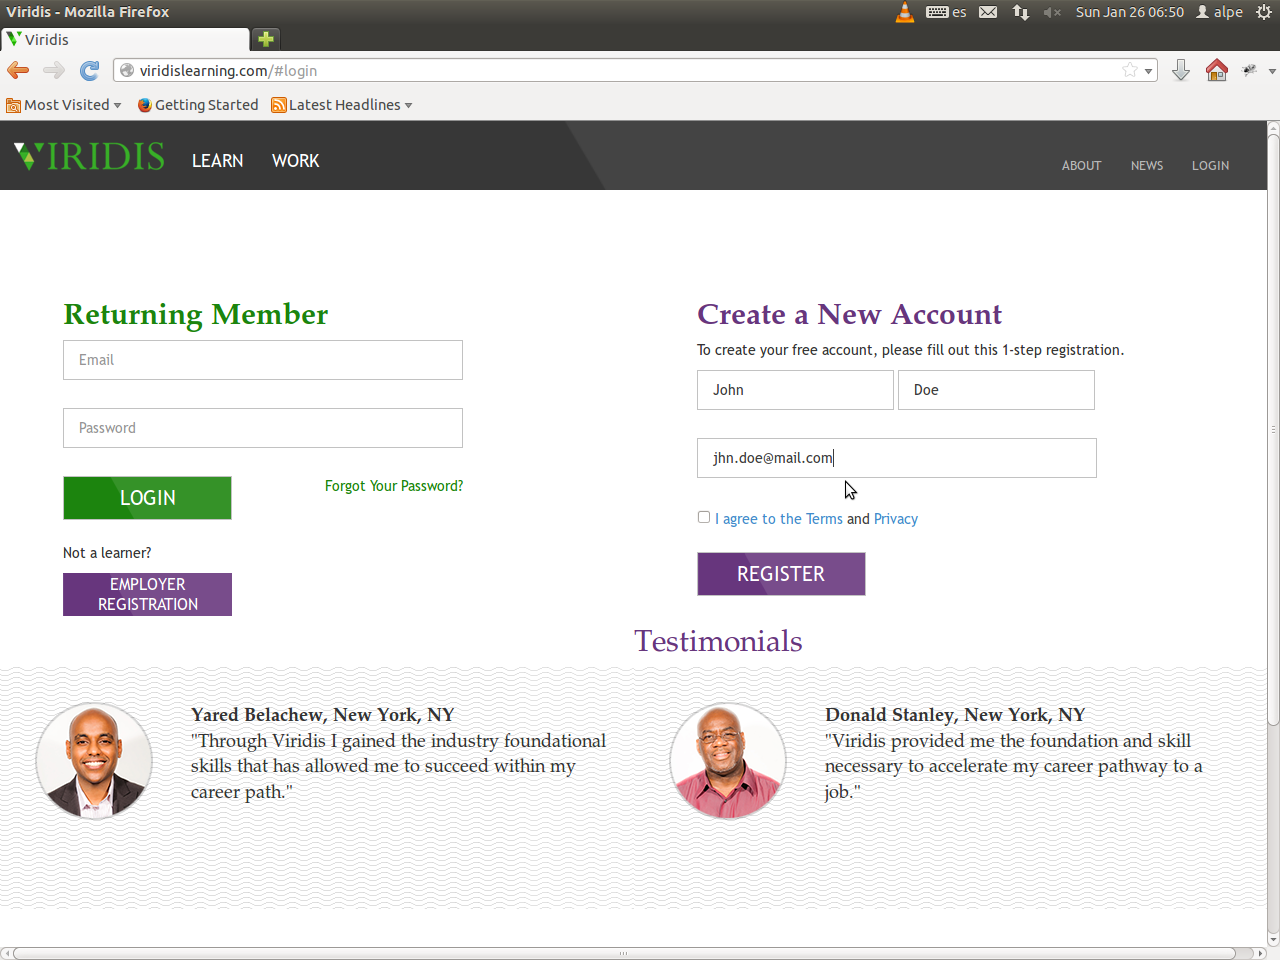 Viridis - Mozilla Firefox
es
Sun Jan 26 06:50
alpe
Viridis
viridislearning.com/#login
Most Visited
Getting Started
Latest Headlines
VIRIDIS
LEARN
WORK
ABOUT
NEWS
LOGIN
Returning Member
Email
Password
LOGIN
Forgot Your Password?
Not a learner?
EMPLOYER
REGISTRATION
Create a New Account
To create your free account, please fill out this 1-step registration.
John
Doe
jhn.doe@mail.com
I agree to the Terms and Privacy
REGISTER
Testimonials
Yared Belachew, New York, NY
"Through Viridis I gained the industry foundational
skills that has allowed me to succeed within my
career path."
Donald Stanley, New York, NY
"Viridis provided me the foundation and skill
necessary to accelerate my career pathway to a
job."